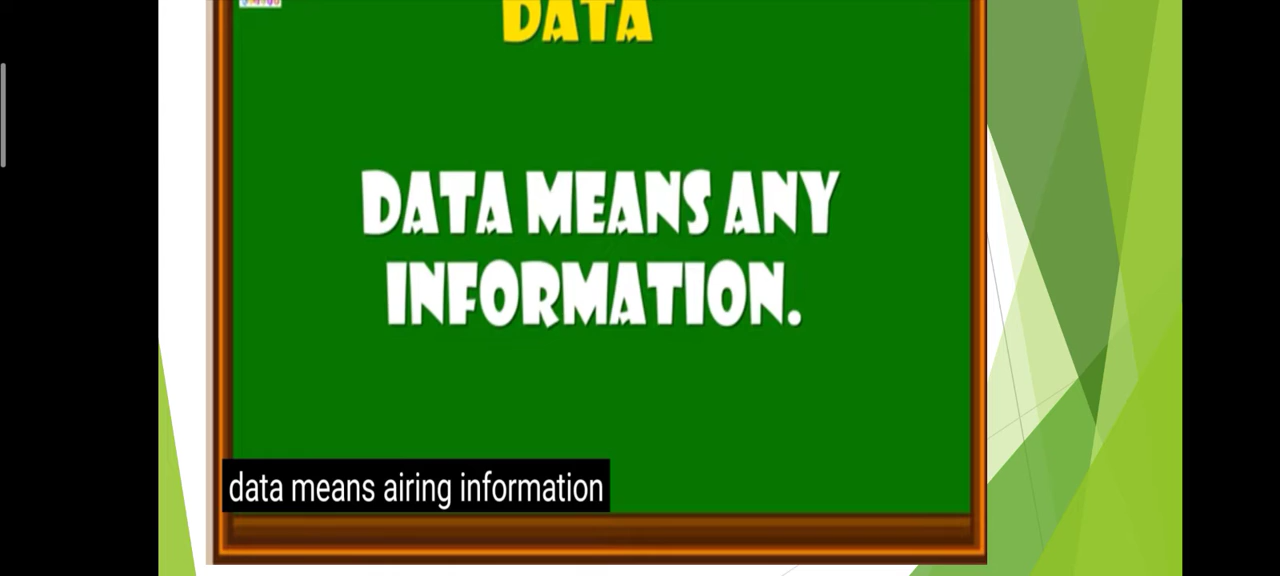 DATA
DATA MEANS ANY
INFORMATION.
data means airing information